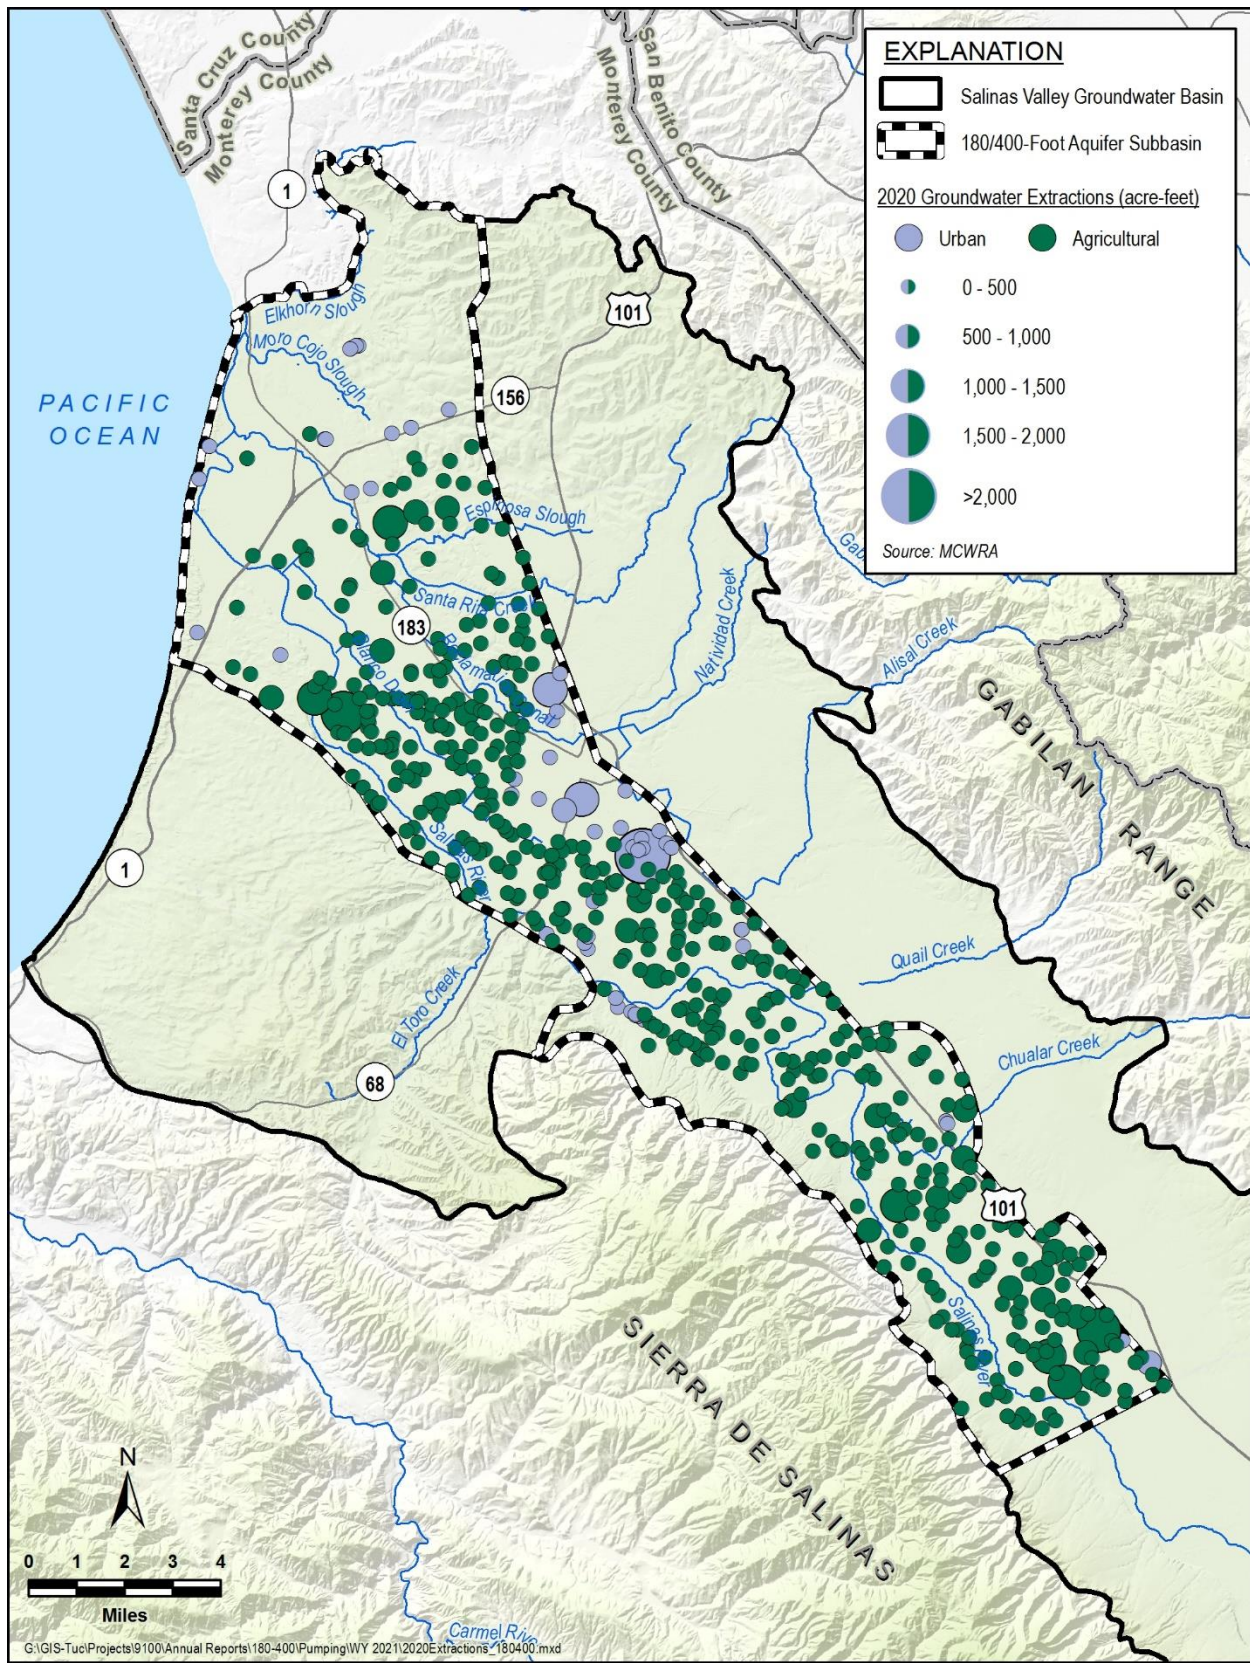 Santa Cruz County
Monterey County
San Benito County
Monterey County
EXPLANATION
Salinas Valley Groundwater Basin
180/400-Foot Aquifer Subbasin
2020 Groundwater Extractions (acre-feet)
Urban
Agricultural
0 - 500
500 - 1,000
1,000 - 1,500
1,500 - 2,000
>2,000
Source: MCWRA
1
Elkhorn Slough
Moro Cojo Slough
101
156
PACIFIC
OCEAN
Espinosa Slough
Santa Rita Creek
183
Natividad Creek
Alisal Creek
GABILAN
RANGE
Salinas River
1
Quail Creek
El Toro Creek
Chualar Creek
68
101
Salinas River
SIERRA DE SALINAS
N
0 1 2 3 4
Miles
Carmel Rive
G:\GIS-Tuc\Projects\9100\Annual Reports\180-400\Pumping\WY 2021\2020Extractions_180400.mxd